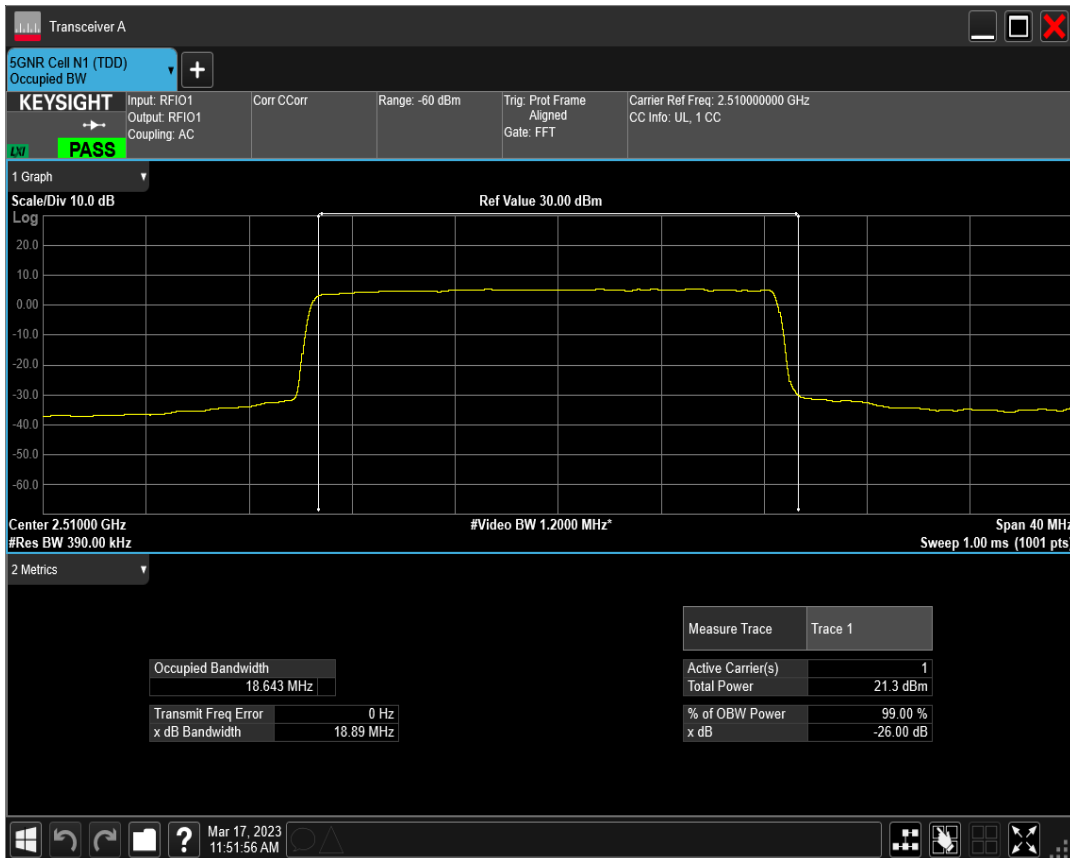 Transceiver A
5GNR Cell N1 (TDD)
Occupied BW
+
KEYSIGHT
LXI
PASS
Input: RFIO1
Output: RFIO1
Coupling: AC
Corr CCorr
Range: -60 dBm
Trig: Prot Frame
Aligned
Gate: FFT
Carrier Ref Freq: 2.510000000 GHz
CC Info: UL, 1 CC
1 Graph
Scale/Div 10.0 dB
Ref Value 30.00 dBm
Log
20.0
10.0
0.00
-10.0
-20.0
-30.0
-40.0
-50.0
-60.0
Center 2.51000 GHz
#Video BW 1.2000 MHz*
Span 40 MHz
#Res BW 390.00 kHz
Sweep 1.00 ms (1001 pts)
2 Metrics
Measure Trace Trace 1
Occupied Bandwidth
18.643 MHz
Transmit Freq Error 0 Hz
x dB Bandwidth 18.89 MHz
Active Carrier(s) 1
Total Power 21.3 dBm
% of OBW Power 99.00 %
x dB -26.00 dB
?
Mar 17, 2023
11:51:56 AM